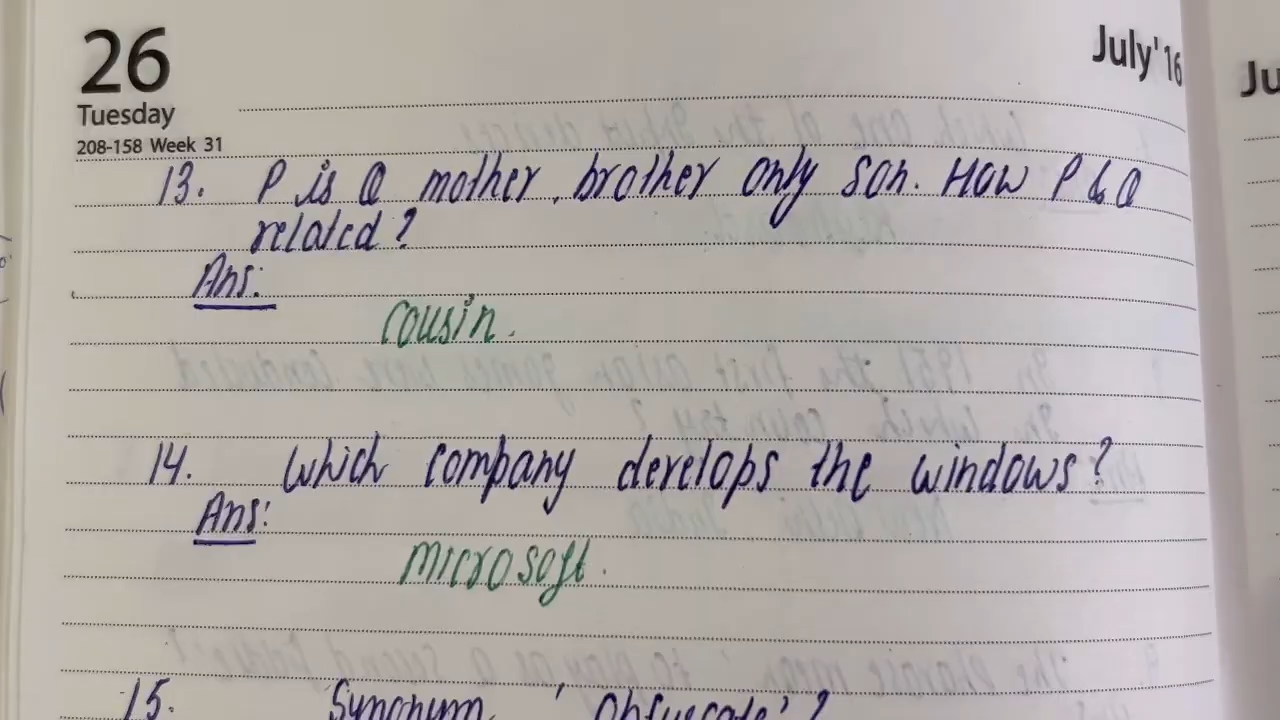 26
July'16
Tuesday
208-158 Week 31
13. P is Q mother, brother only son. How P & Q
related?
Ans:
cousin.
14. Which company develops the windows?
Ans:
Microsoft.
15. Synonym 'Obfuscate'?
Ju